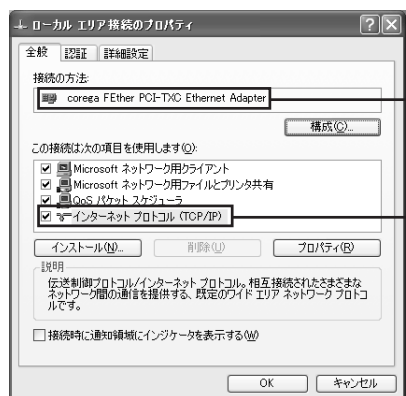 ローカル エリア接続のプロパティ
全般 認証 詳細設定
接続の方法:
corega FEther PCI-TXC Ethernet Adapter
構成(C)...
この接続は次の項目を使用します(O):
Microsoft ネットワーク用クライアント
Microsoft ネットワーク用ファイルとプリンタ共有
QoS パケット スケジューラ
インターネット プロトコル (TCP/IP)
インストール(N)... 削除(U) プロパティ(R)
説明
伝送制御プロトコル/インターネット プロトコル。相互接続されたさまざまな
ネットワーク間の通信を提供する、既定のワイド エリア ネットワーク プロトコ
ルです。
接続時に通知領域にインジケータを表示する(W)
OK キャンセル